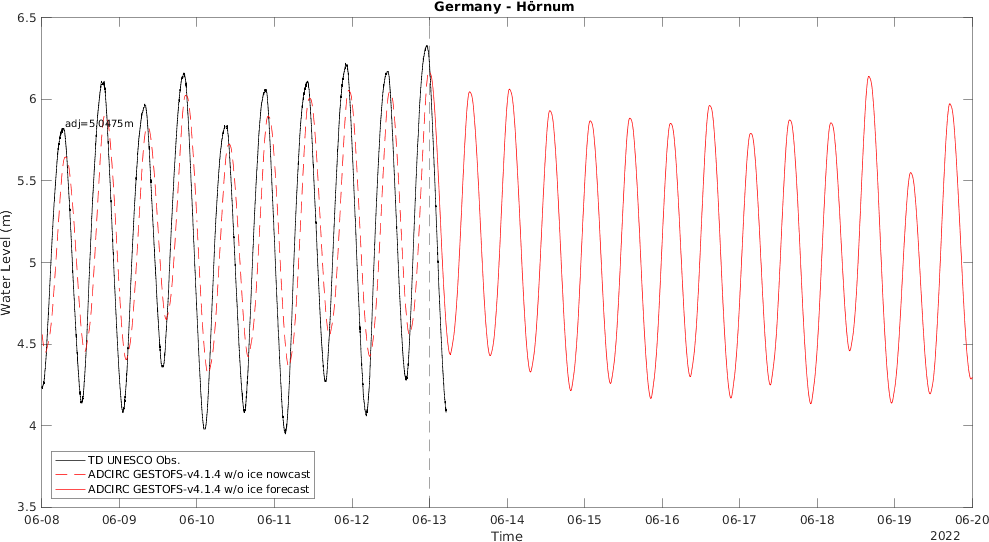 Germany - Hörnum
6.5
6
5.5
5
4.5
4
3.5
Water Level (m)
adj=5.0475m
TD UNESCO Obs.
ADCIRC GESTOFS-v4.1.4 w/o ice nowcast
ADCIRC GESTOFS-v4.1.4 w/o ice forecast
06-08 06-09 06-10 06-11 06-12 06-13 06-14 06-15 06-16 06-17 06-18 06-19 06-20
Time
2022